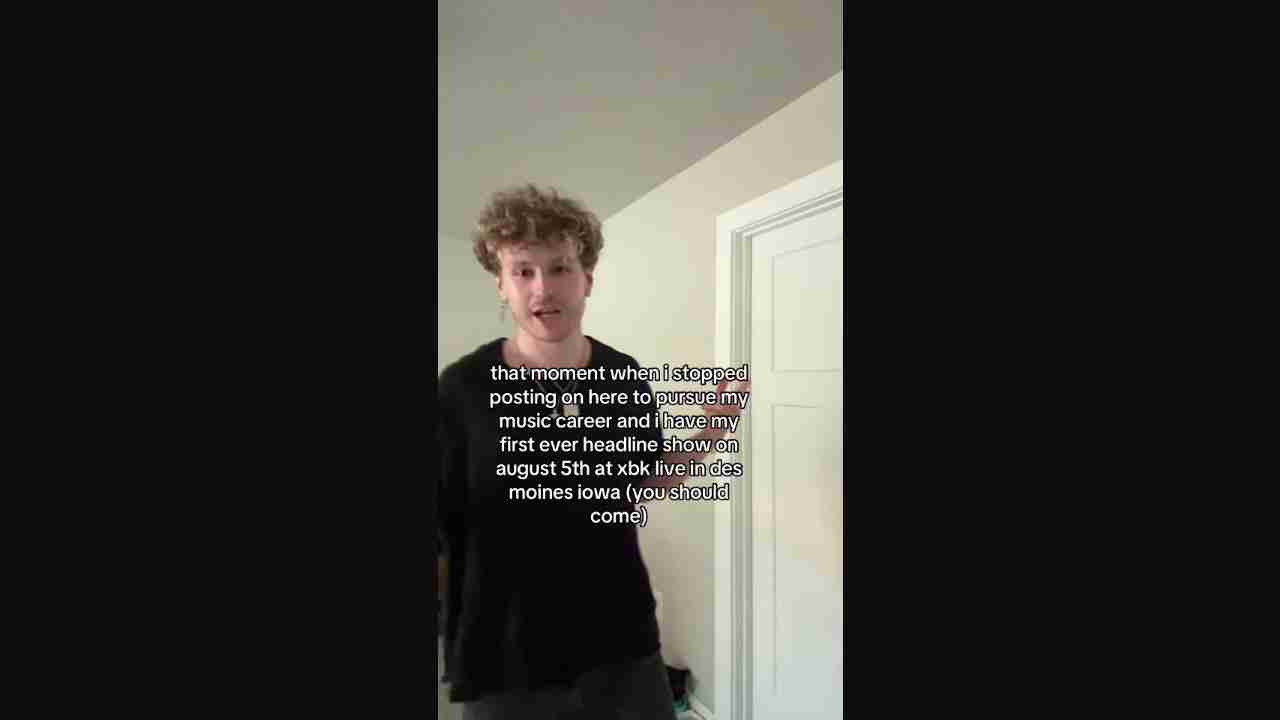 that moment when i stopped
posting on here to pursue my
music career and i have my
first ever headline show on
august 5th at xbk live in des
moines iowa (you should
come)